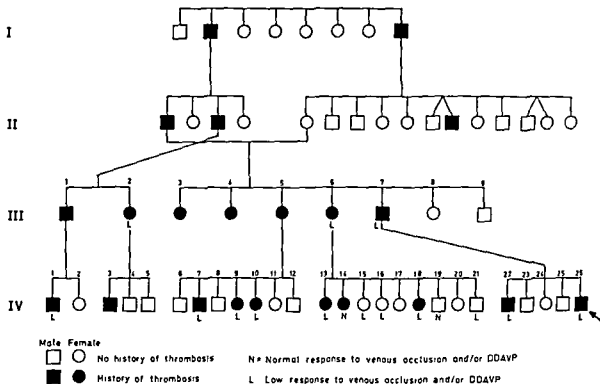 I
II
1 2 3 4 5 6 7 8 9
III
L L L
1 2 3 4 5 6 7 8 9 10 11 12 13 14 15 16 17 18 19 20 21 22 23 24 25 26
IV
L L L L L N L L L N L L L
Male Female
No history of thrombosis N= Normal response to venous occlusion and/or DDAVP
History of thrombosis L Low response to venous occlusion and/or DDAVP